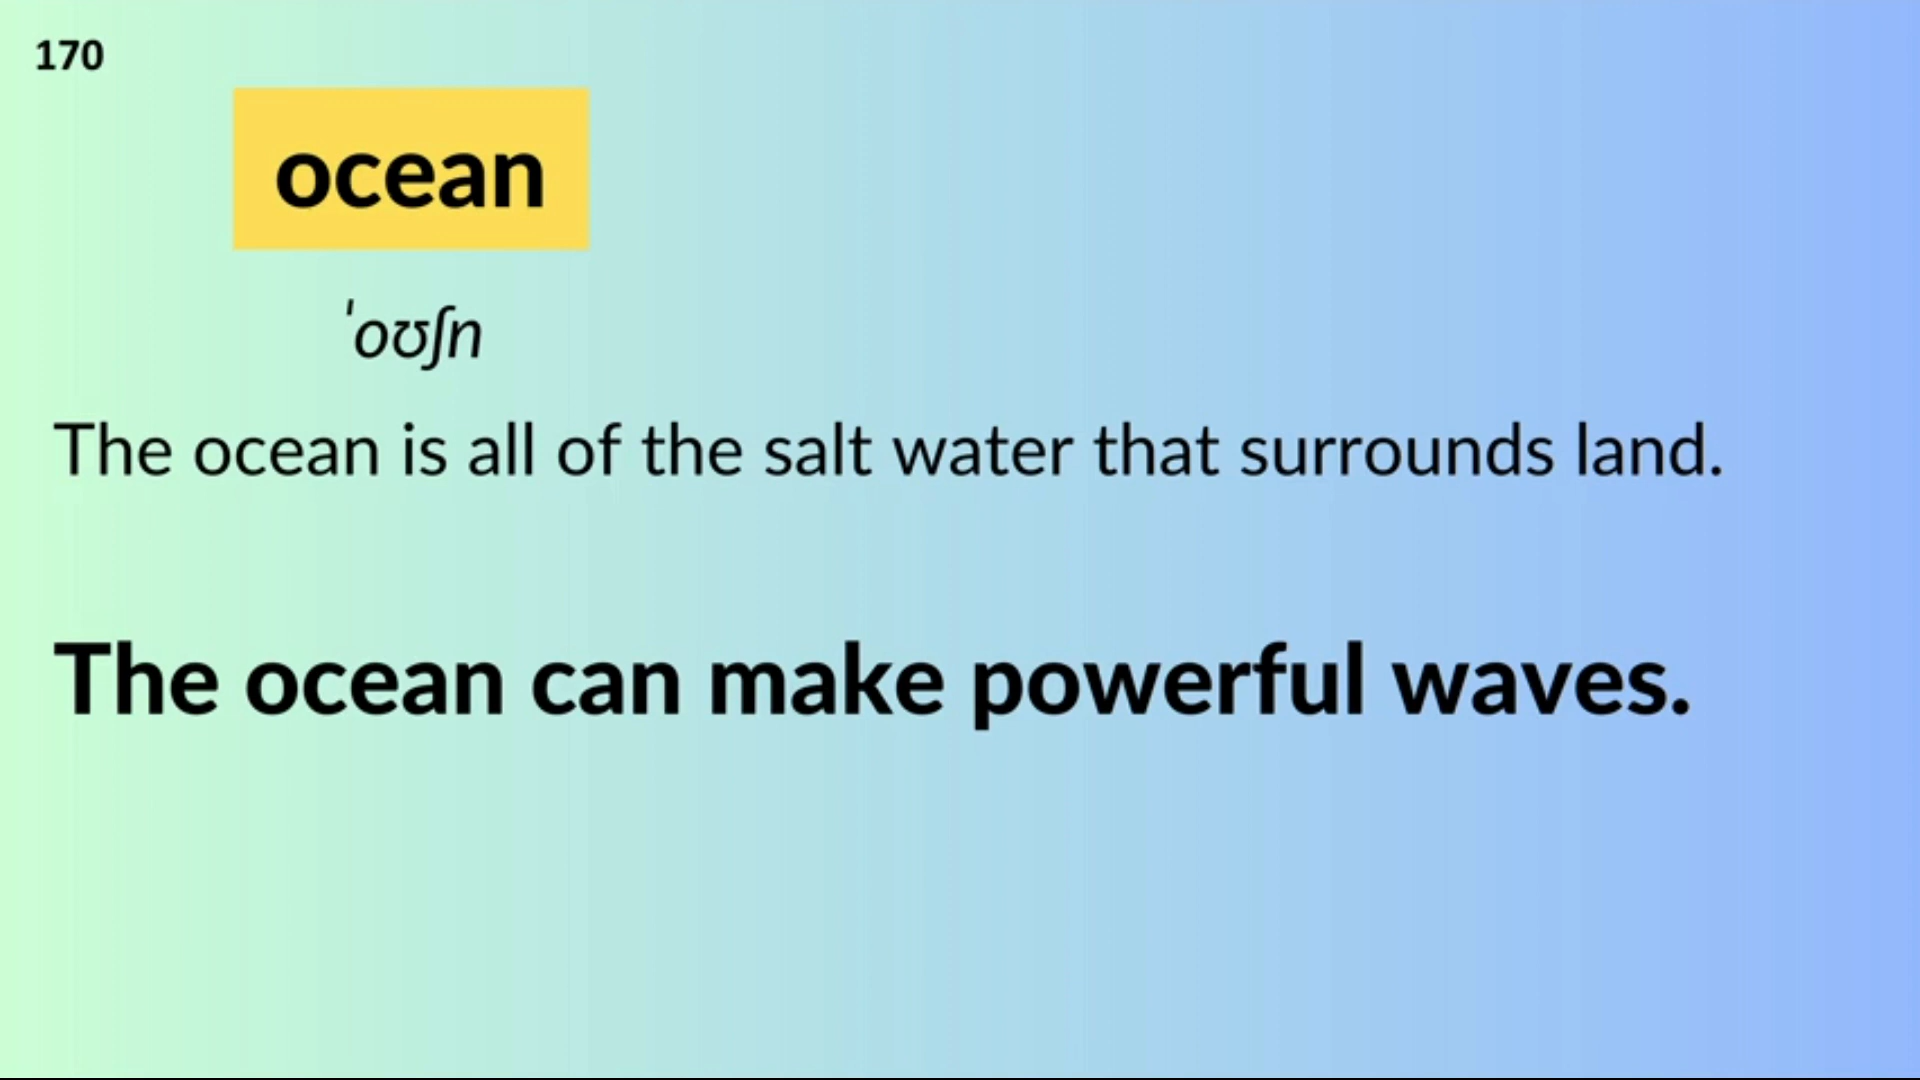 170
ocean
ˈoʊʃn
The ocean is all of the salt water that surrounds land.
The ocean can make powerful waves.